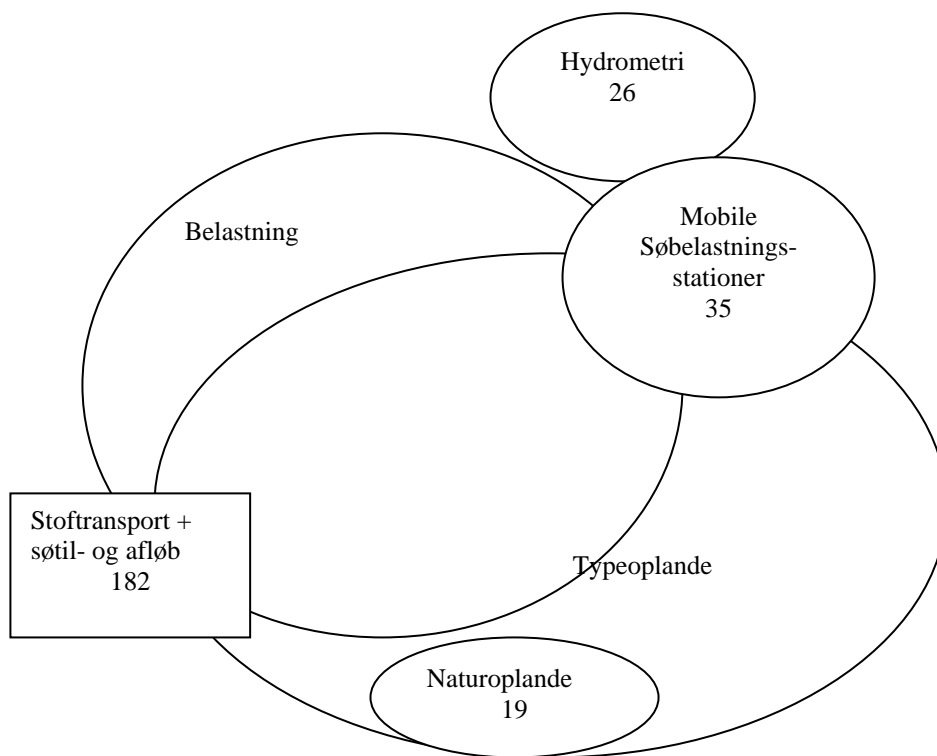 Hydrometri
26
Belastning
Mobile
Søbelastnings-
stationer
35
Stoftransport +
søtil- og afløb
182
Typeoplande
Naturoplande
19